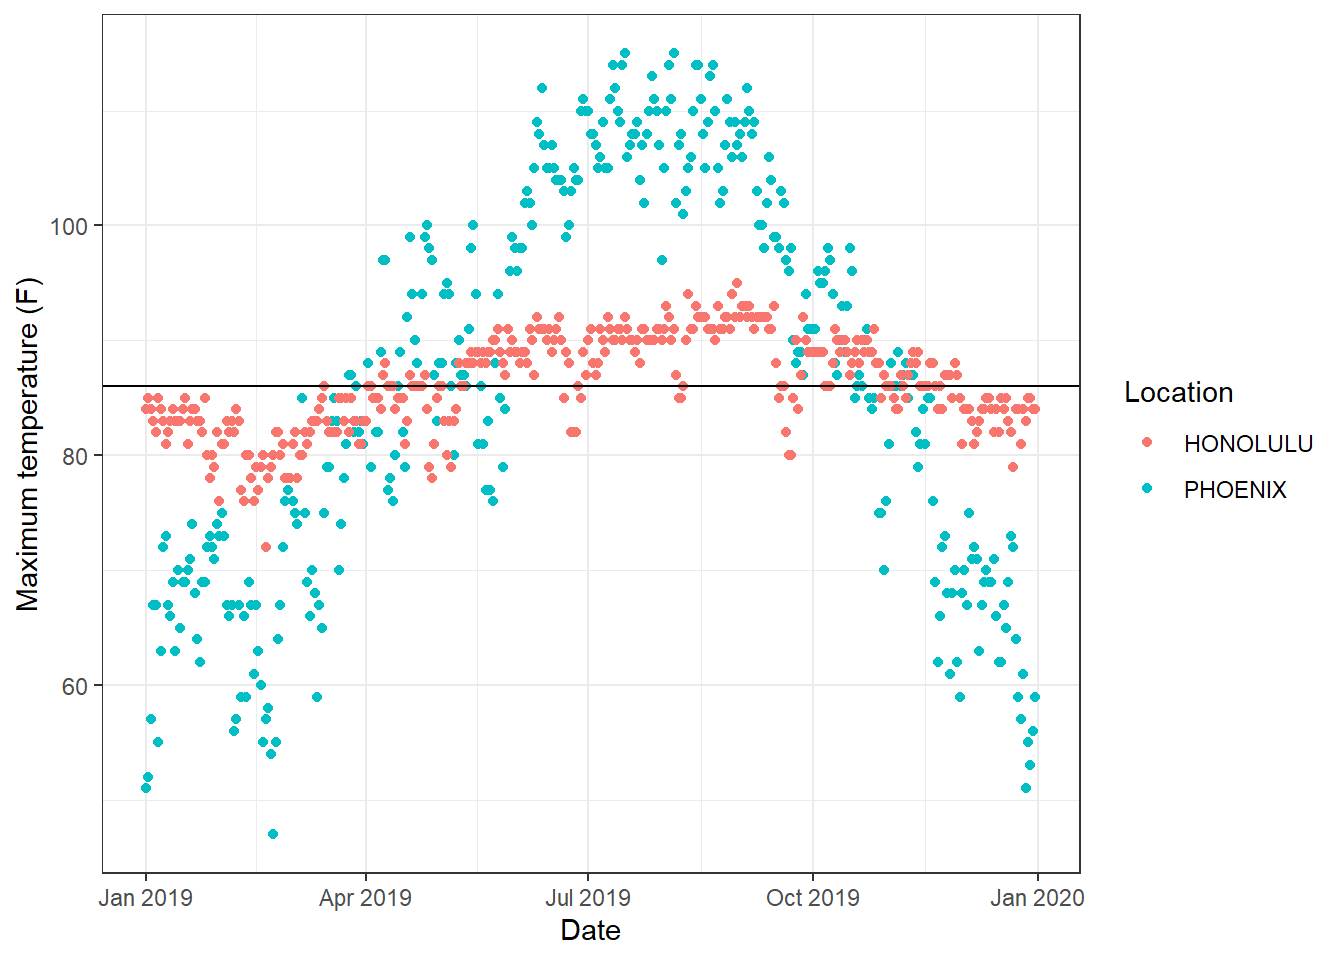 Maximum temperature (F)
100
80
60
Jan 2019
Apr 2019
Jul 2019
Oct 2019
Jan 2020
Date
Location
HONOLULU
PHOENIX